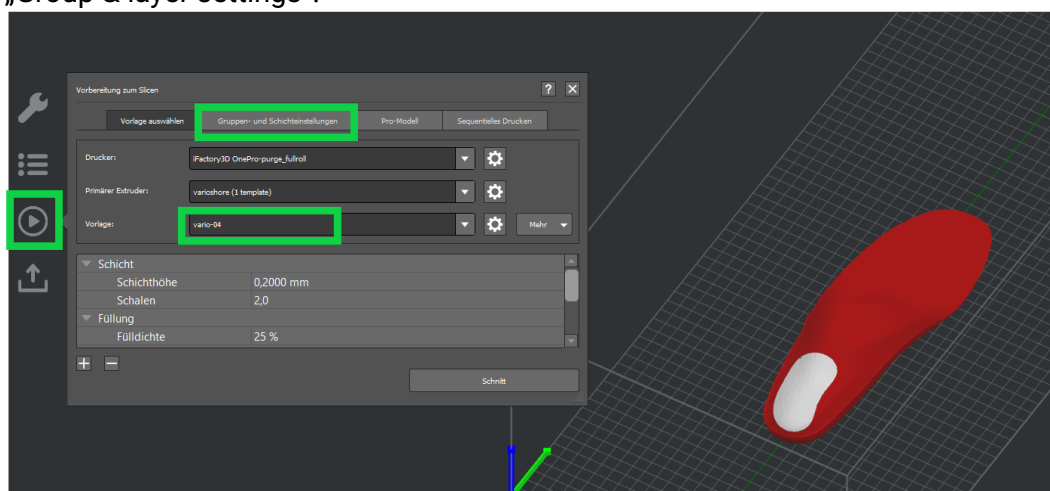 „Group & layer settings“.
Vorbereitung zum Slicen
? X
Vorlage auswählen Gruppen- und Schichteinstellungen Pro-Modell Sequentielles Drucken
Drucker: iFactory3D OnePro-purge_fullroll
Primärer Extruder: varioshore (1 template)
Vorlage: vario-04 Mehr
Schicht
Schichthöhe 0,2000 mm
Schalen 2,0
Füllung
Fülldichte 25 %
Schnitt